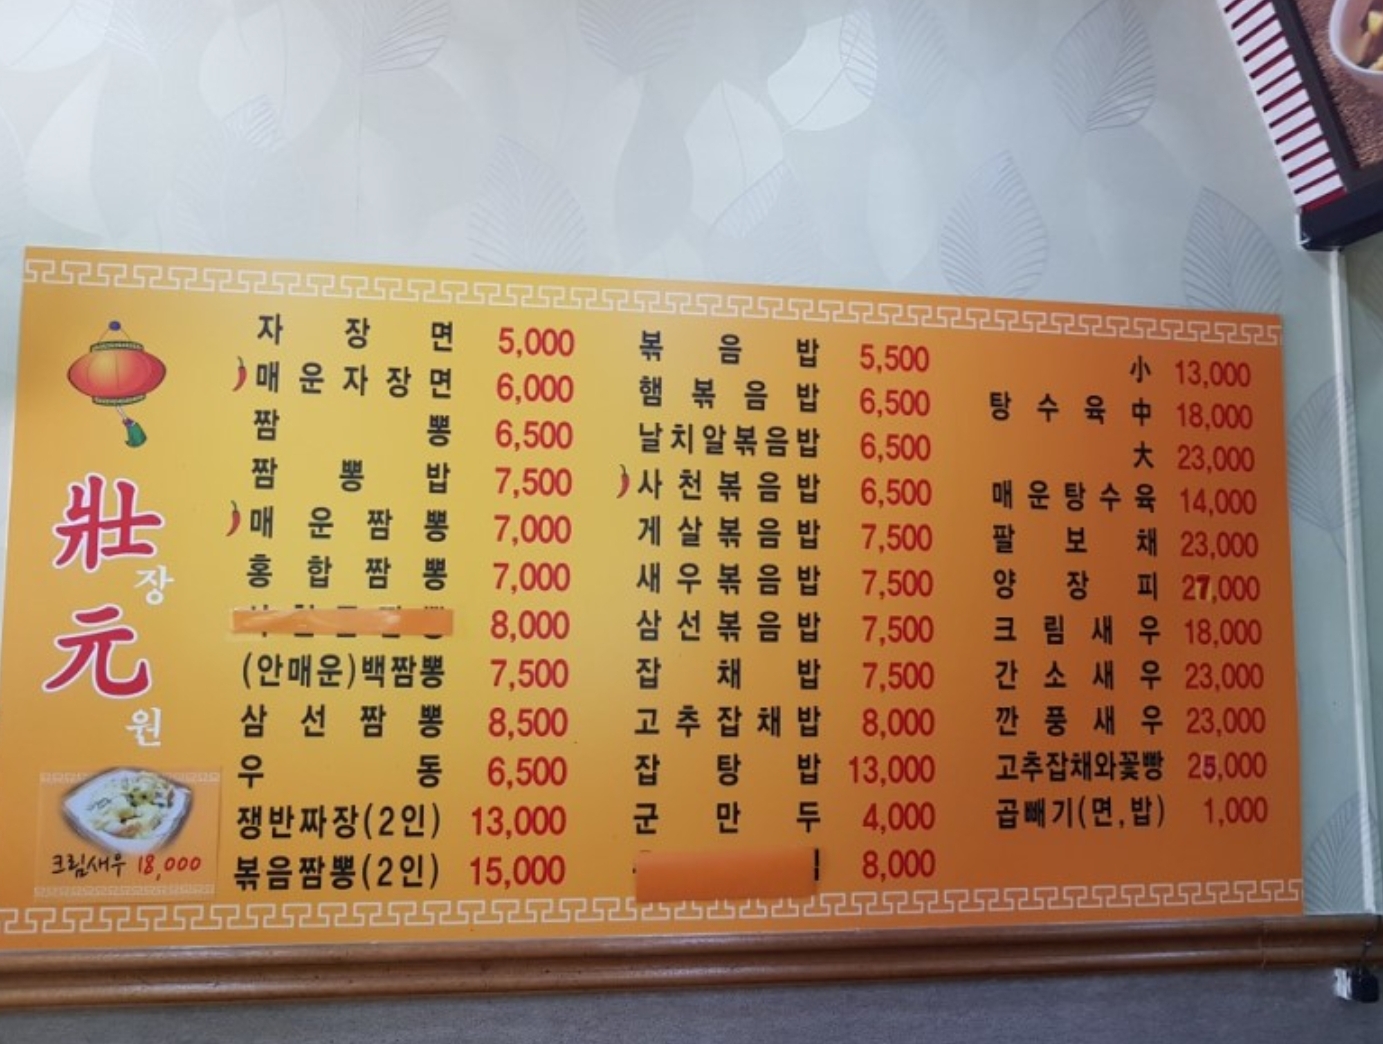 壯
장
元
원
크림새우 18,000
자장면 5,000
매운자장면 6,000
짬뽕 6,500
짬뽕밥 7,500
매운짬뽕 7,000
홍합짬뽕 7,000
8,000
(안매운)백짬뽕 7,500
삼선짬뽕 8,500
우동 6,500
쟁반짜장(2인) 13,000
볶음짬뽕(2인) 15,000
볶음밥 5,500
햄볶음밥 6,500
날치알볶음밥 6,500
사천볶음밥 6,500
게살볶음밥 7,500
새우볶음밥 7,500
삼선볶음밥 7,500
잡채밥 7,500
고추잡채밥 8,000
잡탕밥 13,000
군만두 4,000
8,000
小 13,000
탕수육 中 18,000
大 23,000
매운탕수육 14,000
팔보채 23,000
양장피 27,000
크림새우 18,000
간소새우 23,000
깐풍새우 23,000
고추잡채와꽃빵 25,000
곱빼기(면,밥) 1,000